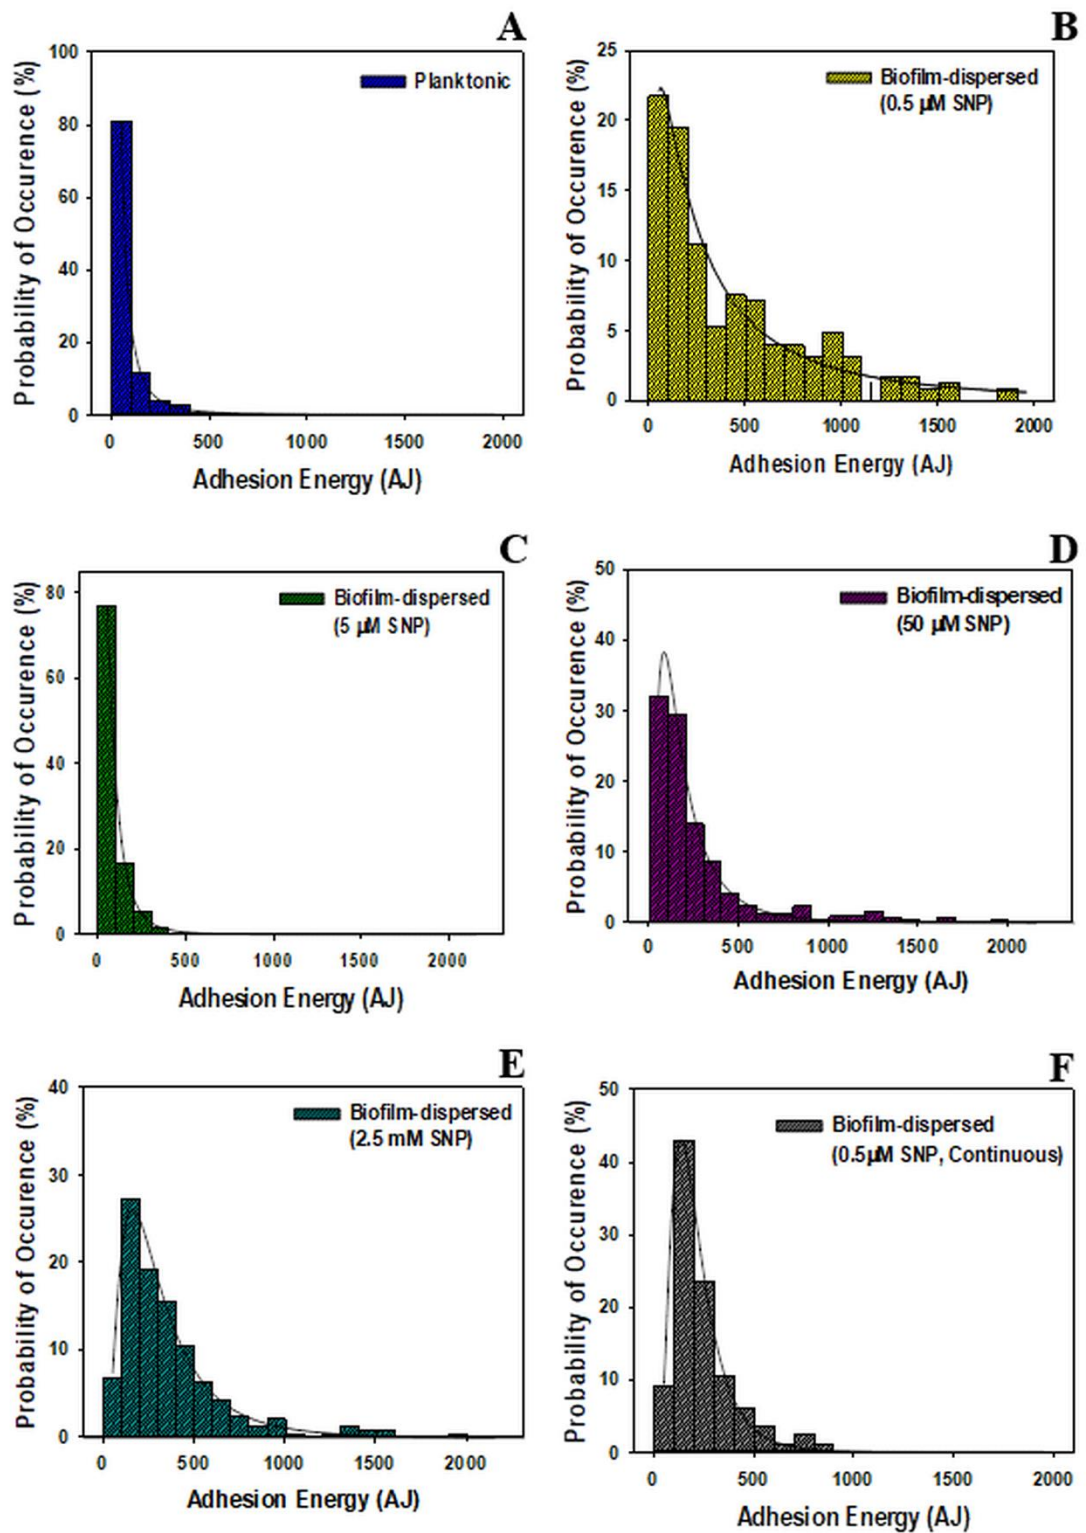 A
100
80
60
40
20
0
Probability of Occurence (%)
Planktonic
0 500 1000 1500 2000
Adhesion Energy (AJ)
B
25
20
15
10
5
0
Probability of Occurence (%)
Biofilm-dispersed
(0.5 µM SNP)
0 500 1000 1500 2000
Adhesion Energy (AJ)
C
80
60
40
20
0
Probability of Occurence (%)
Biofilm-dispersed
(5 µM SNP)
0 500 1000 1500 2000
Adhesion Energy (AJ)
D
50
40
30
20
10
0
Probability of Occurence (%)
Biofilm-dispersed
(50 µM SNP)
0 500 1000 1500 2000
Adhesion Energy (AJ)
E
40
30
20
10
0
Probability of Occurence (%)
Biofilm-dispersed
(2.5 mM SNP)
0 500 1000 1500 2000
Adhesion Energy (AJ)
F
50
40
30
20
10
0
Probability of Occurence (%)
Biofilm-dispersed
(0.5µM SNP, Continuous)
0 500 1000 1500 2000
Adhesion Energy (AJ)